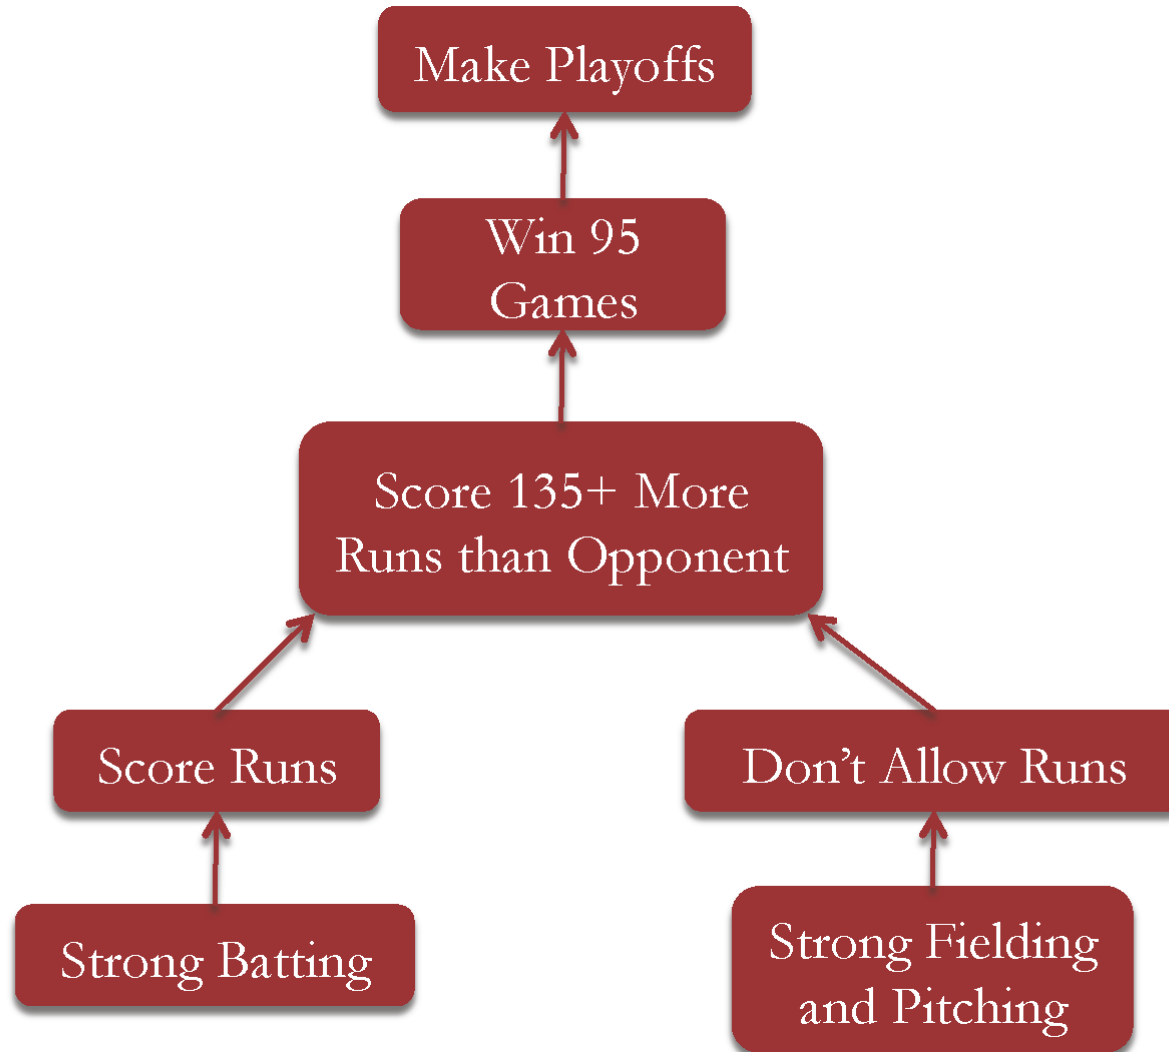 Make Playoffs
Win 95
Games
Score 135+ More
Runs than Opponent
Score Runs
Don't Allow Runs
Strong Batting
Strong Fielding
and Pitching